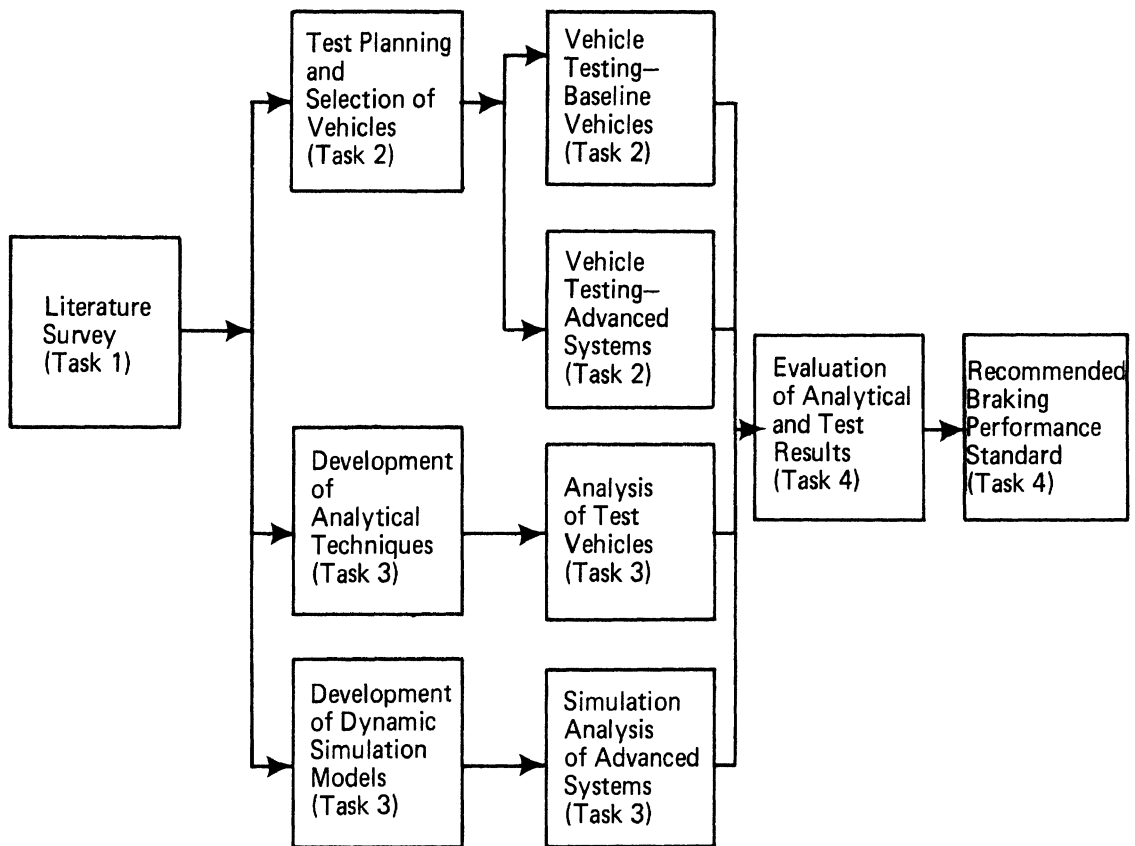 Literature
Survey
(Task 1)
Test Planning
and
Selection of
Vehicles
(Task 2)
Vehicle
Testing—
Baseline
Vehicles
(Task 2)
Vehicle
Testing—
Advanced
Systems
(Task 2)
Development
of
Analytical
Techniques
(Task 3)
Analysis
of Test
Vehicles
(Task 3)
Development
of Dynamic
Simulation
Models
(Task 3)
Simulation
Analysis
of Advanced
Systems
(Task 3)
Evaluation
of Analytical
and Test
Results
(Task 4)
Recommended
Braking
Performance
Standard
(Task 4)